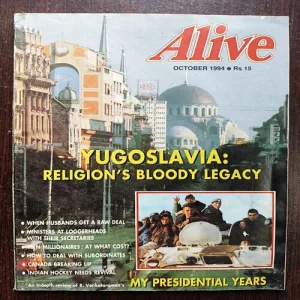 Alive
OCTOBER 1994 ● Rs 15
YUGOSLAVIA:
RELIGION'S BLOODY LEGACY
● WHEN HUSBANDS GET A RAW DEAL
● MINISTERS AT LOGGERHEADS
WITH THEIR SECRETARIES
● TEEN MILLIONAIRES : AT WHAT COST?
● HOW TO DEAL WITH SUBORDINATES
● CANADA BREAKING UP
● INDIAN HOCKEY NEEDS REVIVAL
An indepth review of R. Venkataraman's
MY PRESIDENTIAL YEARS